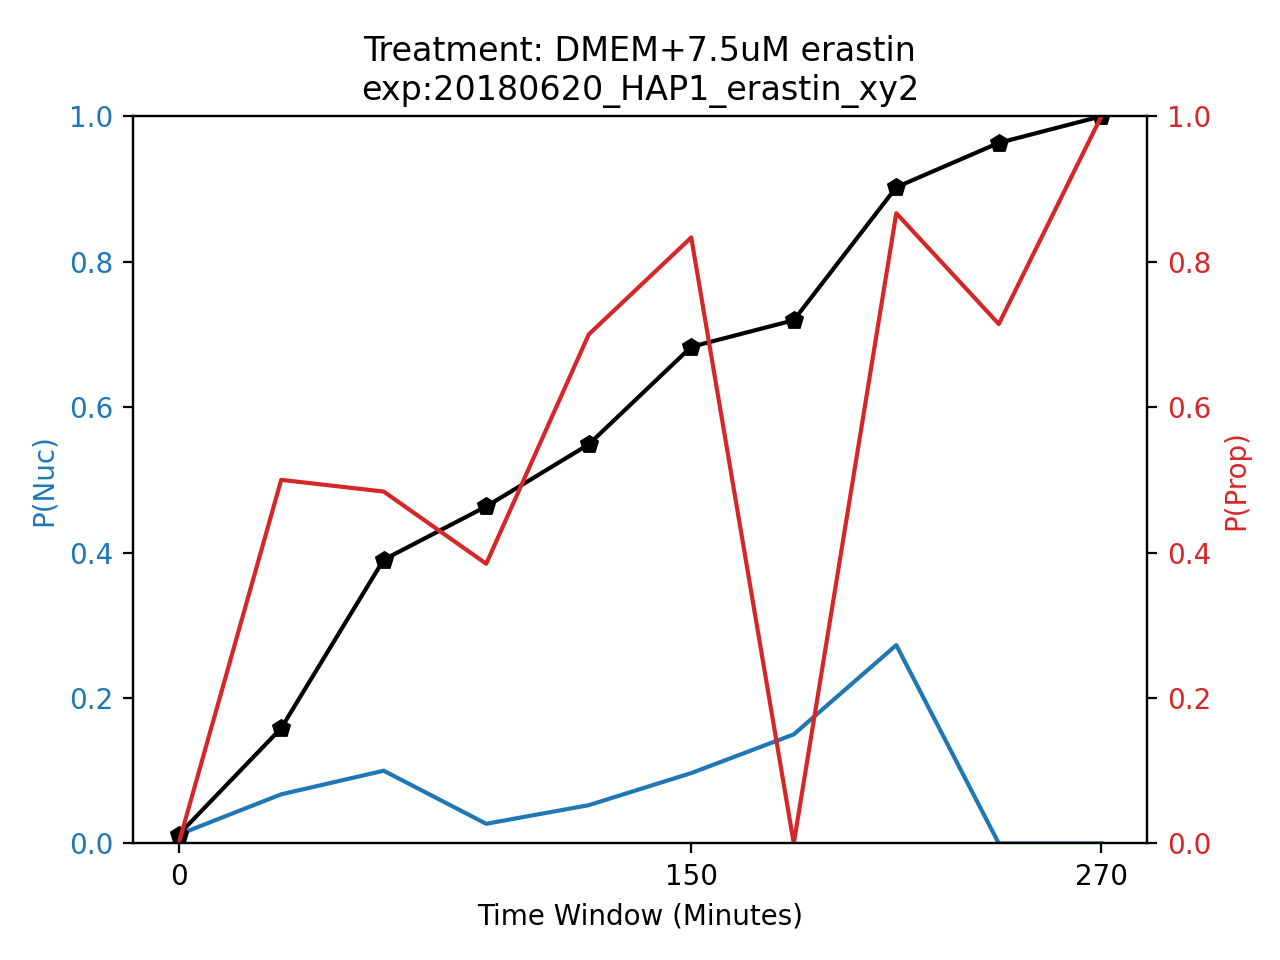 Treatment: DMEM+7.5uM erastin
exp:20180620_HAP1_erastin_xy2
1.0
0.8
0.6
0.4
0.2
0.0
P(Nuc)
1.0
0.8
0.6
0.4
0.2
0.0
P(Prop)
0 150 270
Time Window (Minutes)